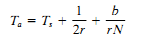 Tₐ = Tₛ + 1/2r + b/rN